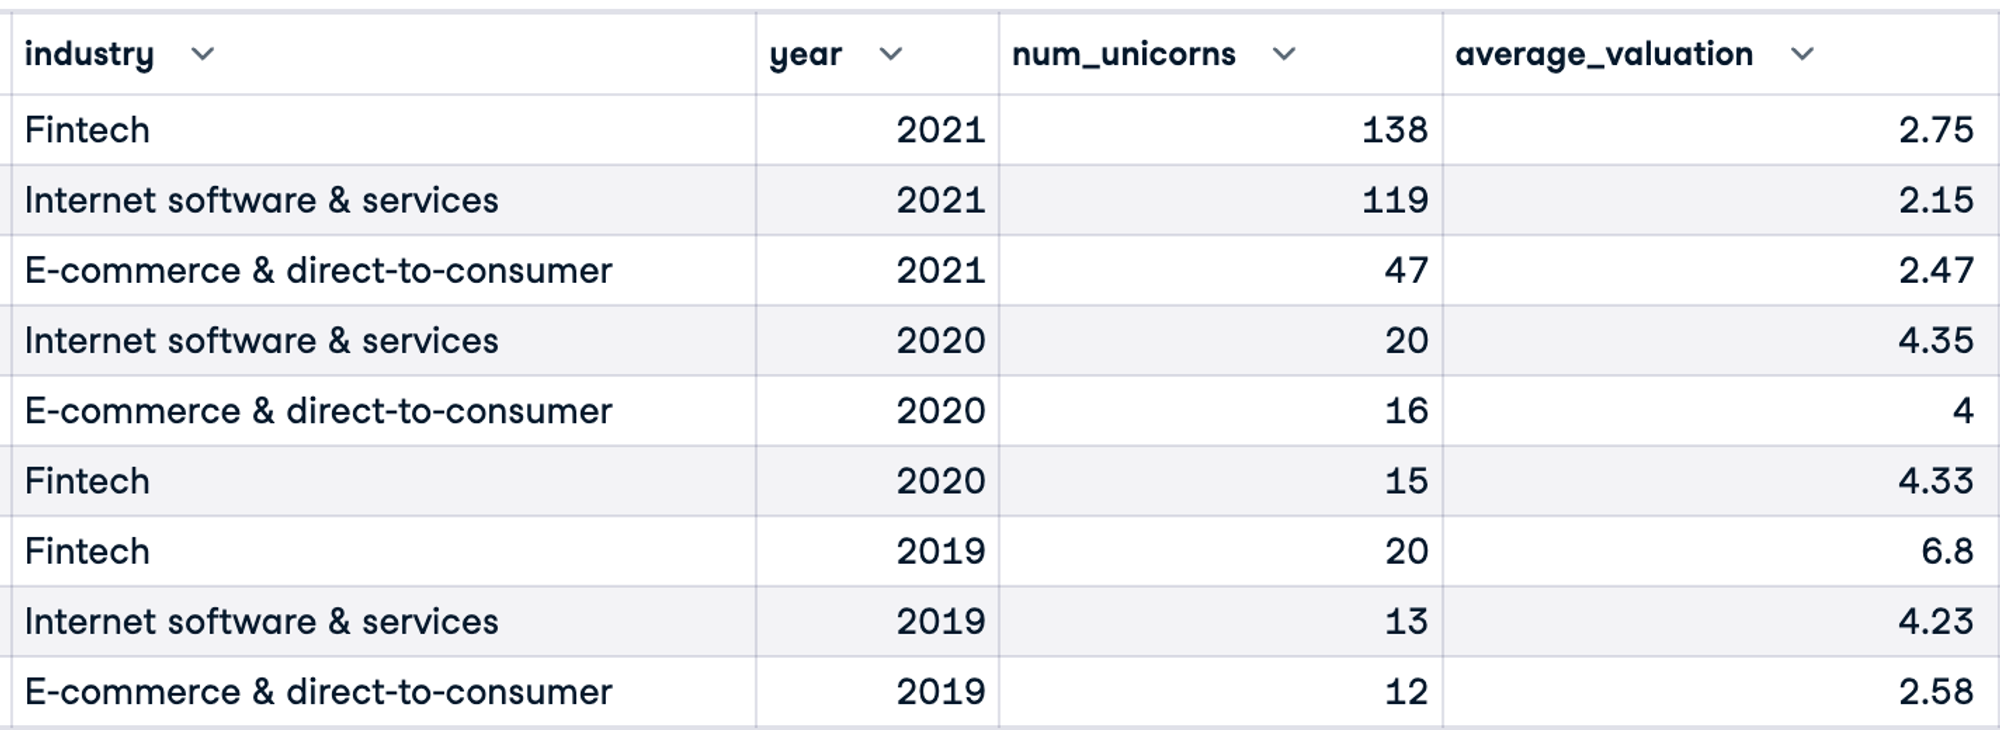 industry year num_unicorns average_valuation
Fintech 2021 138 2.75
Internet software & services 2021 119 2.15
E-commerce & direct-to-consumer 2021 47 2.47
Internet software & services 2020 20 4.35
E-commerce & direct-to-consumer 2020 16 4
Fintech 2020 15 4.33
Fintech 2019 20 6.8
Internet software & services 2019 13 4.23
E-commerce & direct-to-consumer 2019 12 2.58